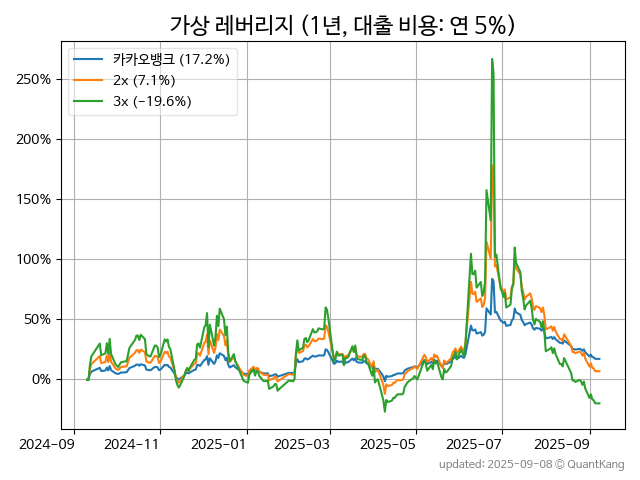 가상 레버리지 (1년, 대출 비용: 연 5%)
카카오뱅크 (17.2%)
2x (7.1%)
3x (−19.6%)
250%
200%
150%
100%
50%
0%
2024-09
2024-11
2025-01
2025-03
2025-05
2025-07
2025-09
updated: 2025-09-08 © QuantKang